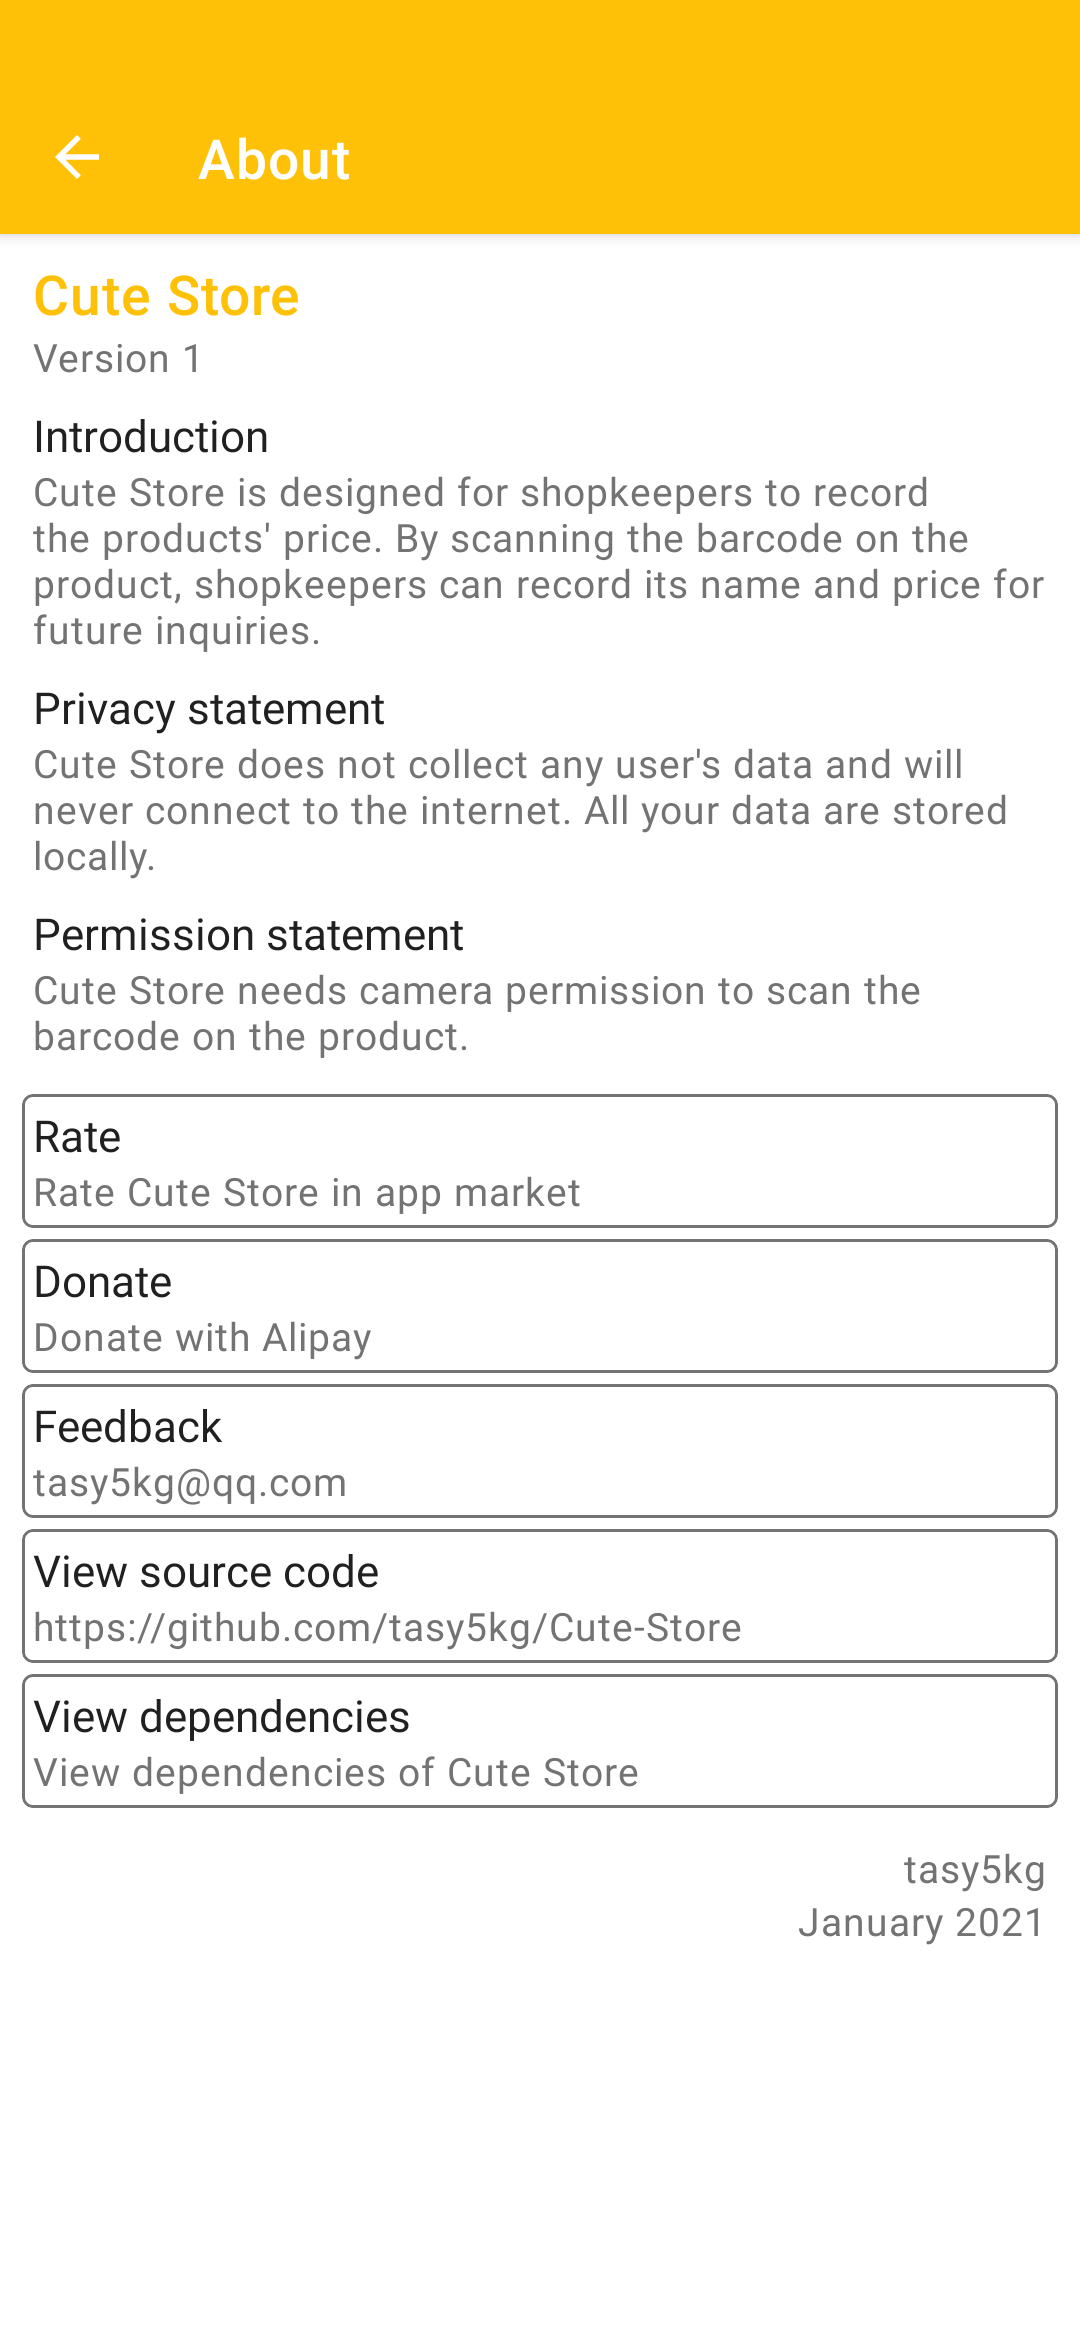 About
Cute Store
Version 1
Introduction
Cute Store is designed for shopkeepers to record
the products' price. By scanning the barcode on the
product, shopkeepers can record its name and price for
future inquiries.
Privacy statement
Cute Store does not collect any user's data and will
never connect to the internet. All your data are stored
locally.
Permission statement
Cute Store needs camera permission to scan the
barcode on the product.
Rate
Rate Cute Store in app market
Donate
Donate with Alipay
Feedback
tasy5kg@qq.com
View source code
https://github.com/tasy5kg/Cute-Store
View dependencies
View dependencies of Cute Store
tasy5kg
January 2021